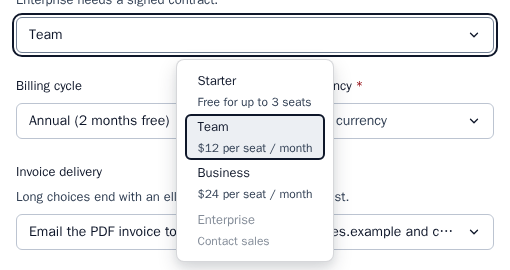 Enterprise needs a signed contract.
Team
Starter
Free for up to 3 seats
Team
$12 per seat / month
Business
$24 per seat / month
Enterprise
Contact sales
Billing cycle
ncy *
Annual (2 months free)
currency
Invoice delivery
Long choices end with an ell
st.
Email the PDF invoice to
es.example and c…